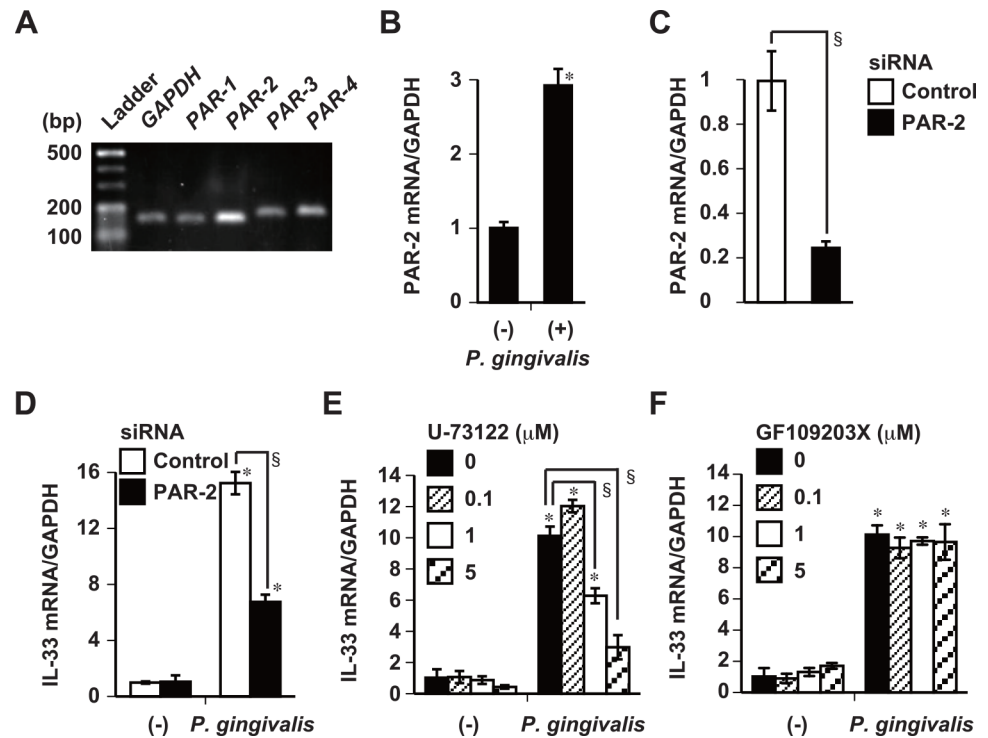 A
Ladder
GAPDH
PAR-1
PAR-2
PAR-3
PAR-4
(bp)
500
200
100
B
PAR-2 mRNA/GAPDH
3
2
1
0
*
(-) (+)
P. gingivalis
C
PAR-2 mRNA/GAPDH
1
0.8
0.6
0.4
0.2
0
§
siRNA
Control
PAR-2
D
IL-33 mRNA/GAPDH
siRNA
Control
PAR-2
16
12
8
4
0
§
*
*
(-) P. gingivalis
E
IL-33 mRNA/GAPDH
U-73122 (µM)
0
0.1
1
5
14
12
10
8
6
4
2
0
§
§
*
*
*
(-) P. gingivalis
F
IL-33 mRNA/GAPDH
GF109203X (µM)
0
0.1
1
5
14
12
10
8
6
4
2
0
* * * *
(-) P. gingivalis